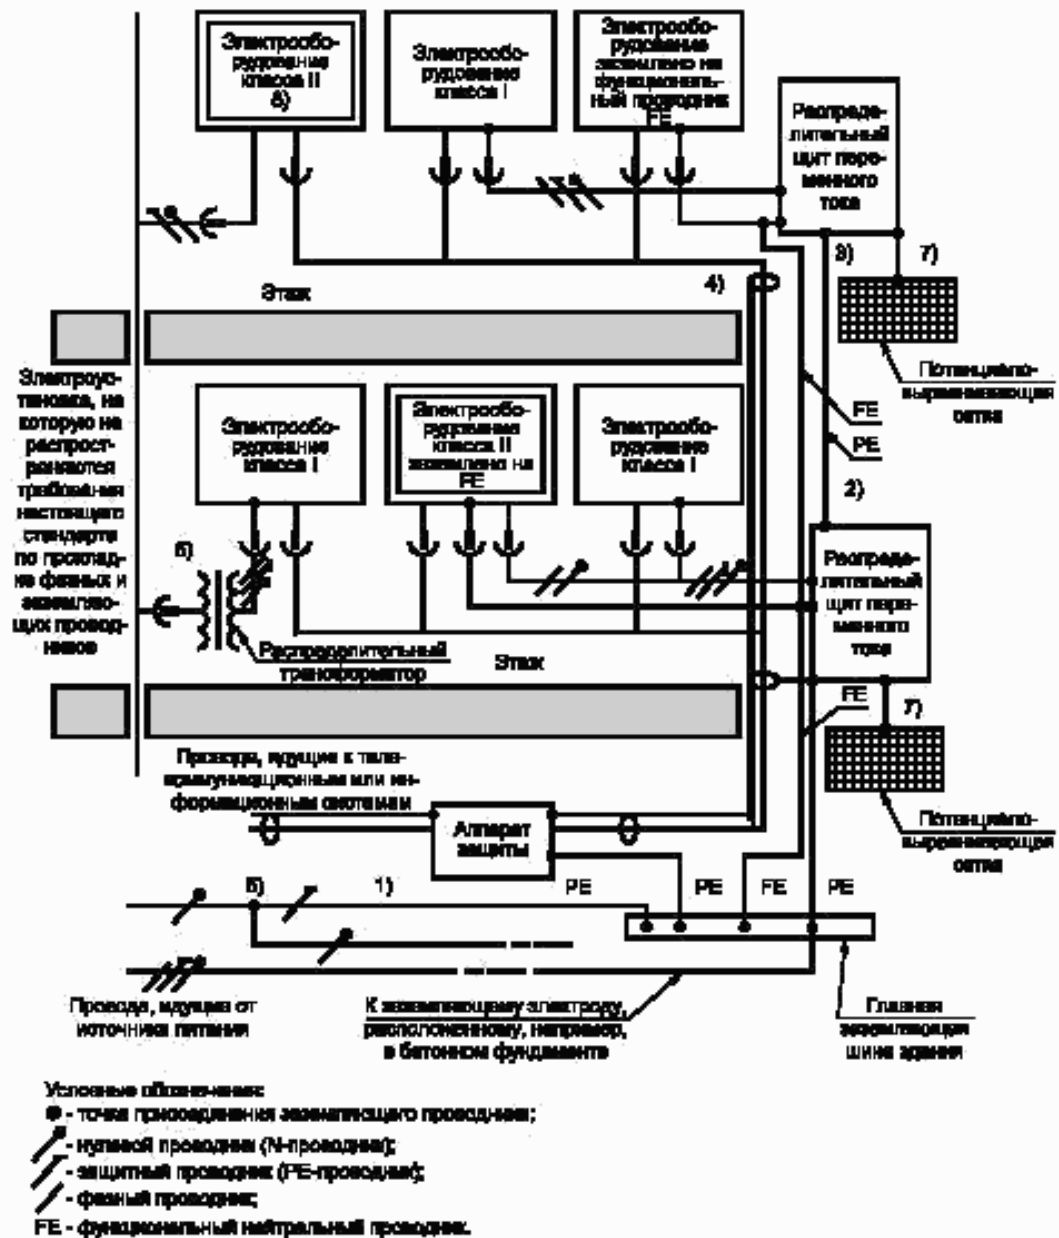 Электрообо-
рудование
класса II
6)
Электрообо-
рудование
класса I
Электрообо-
рудование
заземлено на
функциональ-
ный проводник
FE
Распреде-
лительный
щит пере-
менного
тока
3)
7)
4)
Этаж
Потенциало-
выравнивающая
сетка
Электроус-
тановка, на
которую не
распрост-
раняются
требования
настоящего
стандарта
по проклад-
ке фазных и
заземляю-
щих провод-
ников
Электрообо-
рудование
класса I
Электрообо-
рудование
класса II
заземлено на
FE
Электрообо-
рудование
класса I
FE
PE
2)
Распреде-
лительный
щит пере-
менного
тока
Распределительный
трансформатор
Этаж
FE
7)
Провода, идущие к теле-
коммуникационным или ин-
формационным системам
Аппарат
защиты
Потенциало-
выравнивающая
сетка
1)
PE
PE
FE
PE
Провода, идущие от
источника питания
К заземляющему электроду,
расположенному, например,
в бетонном фундаменте
Главная
заземляющая
шина здания
Условные обозначения:
- точка присоединения заземляющего проводника;
- нулевой проводник (N-проводник);
- защитный проводник (PE-проводник);
- фазный проводник;
FE - функциональный нейтральный проводник.